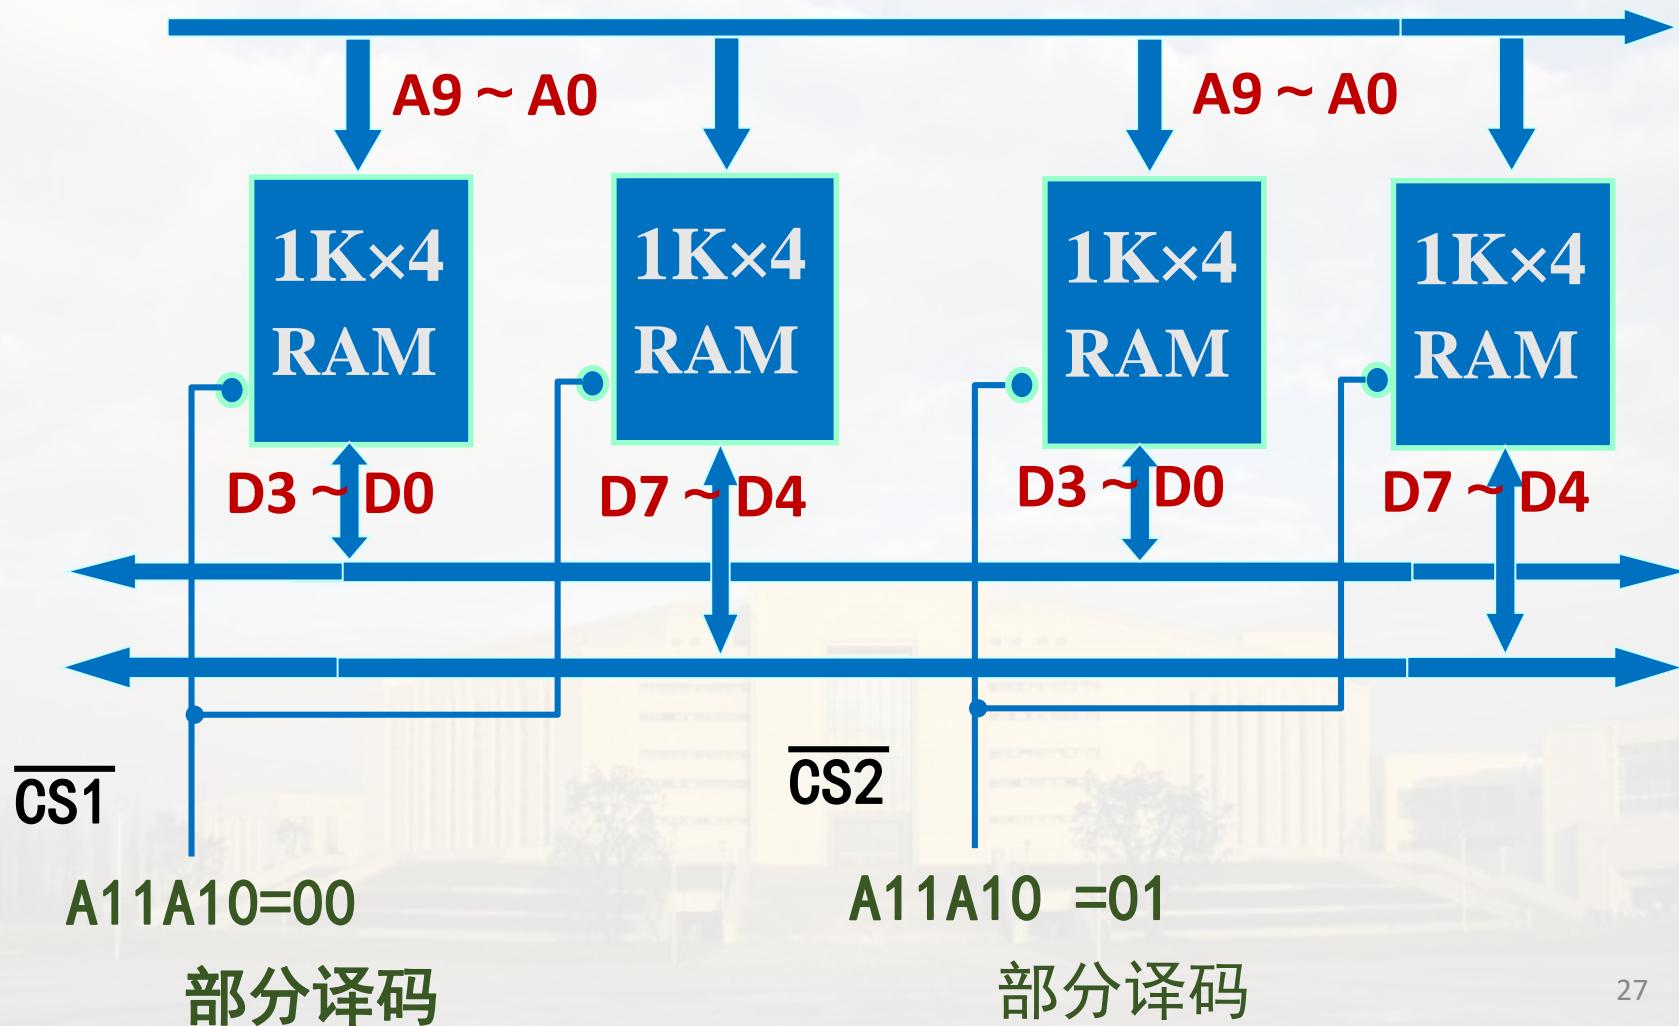 A9 ~ A0
A9 ~ A0
1K×4
RAM
1K×4
RAM
1K×4
RAM
1K×4
RAM
D3 ~ D0
D7 ~ D4
D3 ~ D0
D7 ~ D4
CS1
CS2
A11A10=00
A11A10 =01
部分译码
部分译码
27